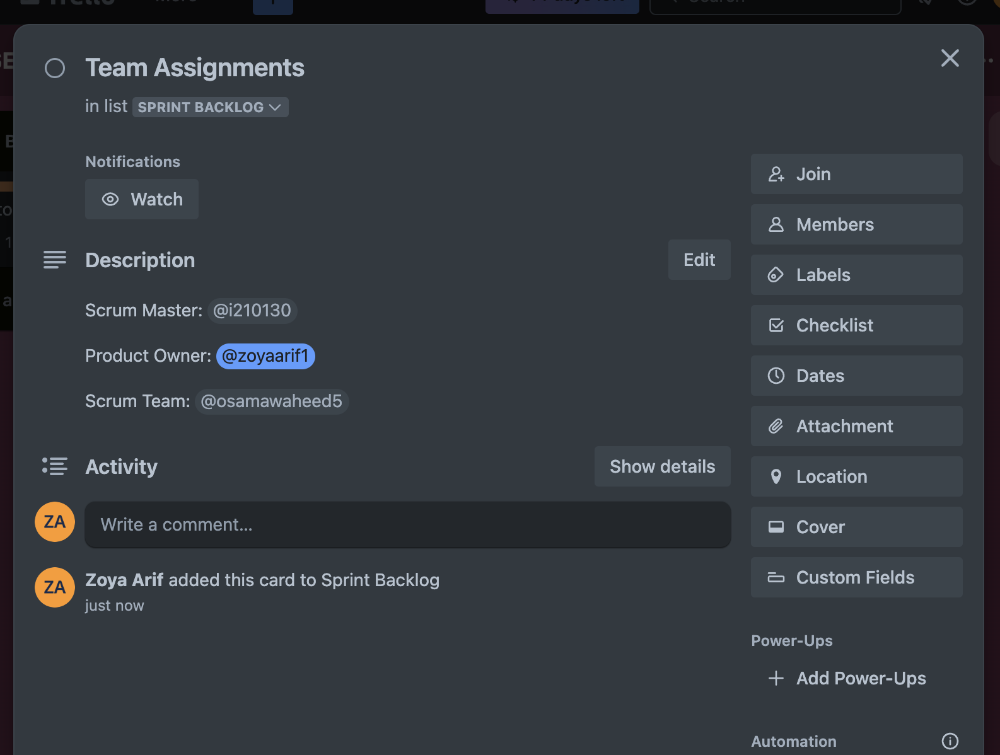 Team Assignments
in list SPRINT BACKLOG
Notifications
Watch
Description
Edit
Scrum Master: @i210130
Product Owner: @zoyaarif1
Scrum Team: @osamawaheed5
Activity
Show details
ZA
Write a comment...
ZA
Zoya Arif added this card to Sprint Backlog
just now
Join
Members
Labels
Checklist
Dates
Attachment
Location
Cover
Custom Fields
Power-Ups
Add Power-Ups
Automation